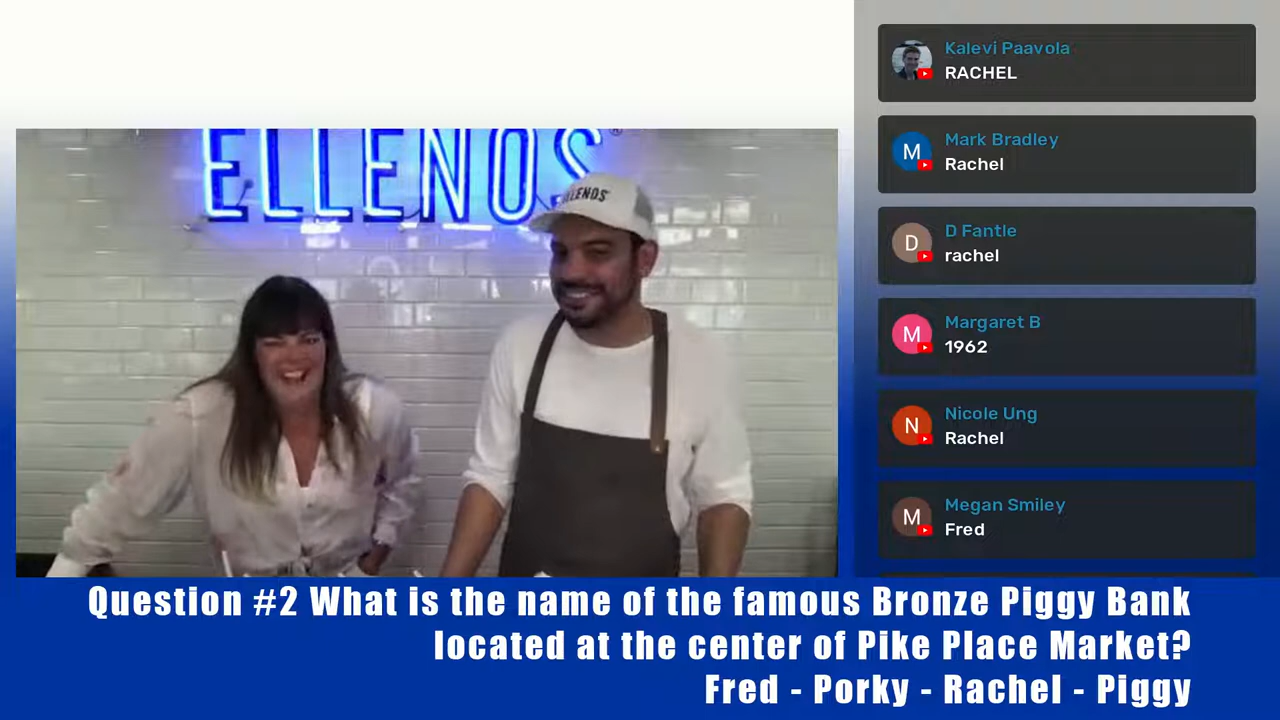 ELLENOS®
ELLENOS
Kalevi Paavola
RACHEL
M
Mark Bradley
Rachel
D
D Fantle
rachel
M
Margaret B
1962
N
Nicole Ung
Rachel
M
Megan Smiley
Fred
Question #2 What is the name of the famous Bronze Piggy Bank
located at the center of Pike Place Market?
Fred - Porky - Rachel - Piggy